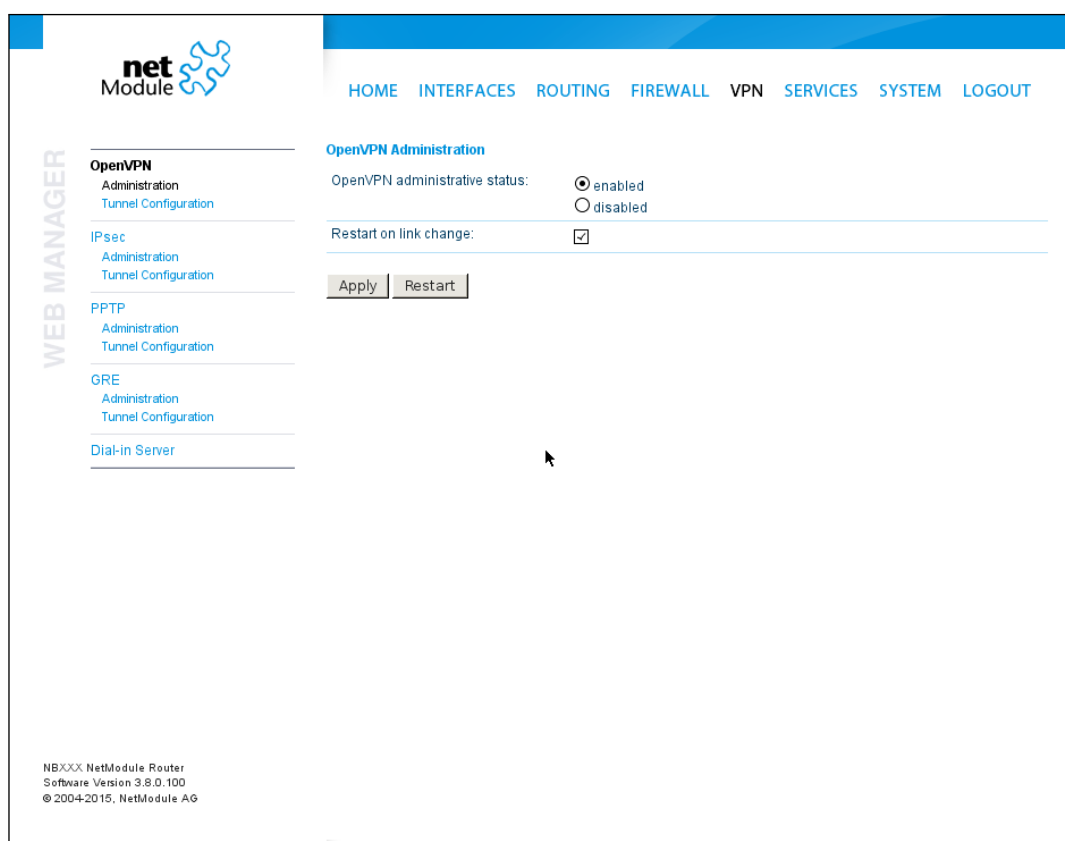 net
Module
HOME INTERFACES ROUTING FIREWALL VPN SERVICES SYSTEM LOGOUT
WEB MANAGER
OpenVPN
Administration
Tunnel Configuration
IPsec
Administration
Tunnel Configuration
PPTP
Administration
Tunnel Configuration
GRE
Administration
Tunnel Configuration
Dial-in Server
OpenVPN Administration
OpenVPN administrative status:
enabled
disabled
Restart on link change:
Apply Restart
NBXXX NetModule Router
Software Version 3.8.0.100
© 2004-2015, NetModule AG